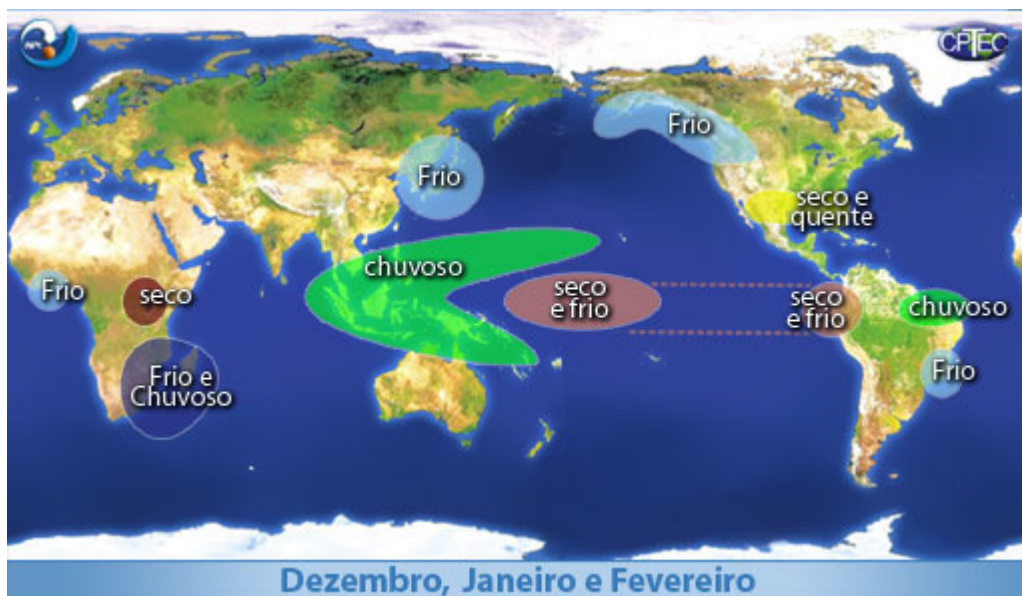 CPTEC
Frio
Frio
seco e
quente
chuvoso
Frio
seco
seco
e frio
seco
e frio
chuvoso
Frio e
Chuvoso
Frio
Dezembro, Janeiro e Fevereiro